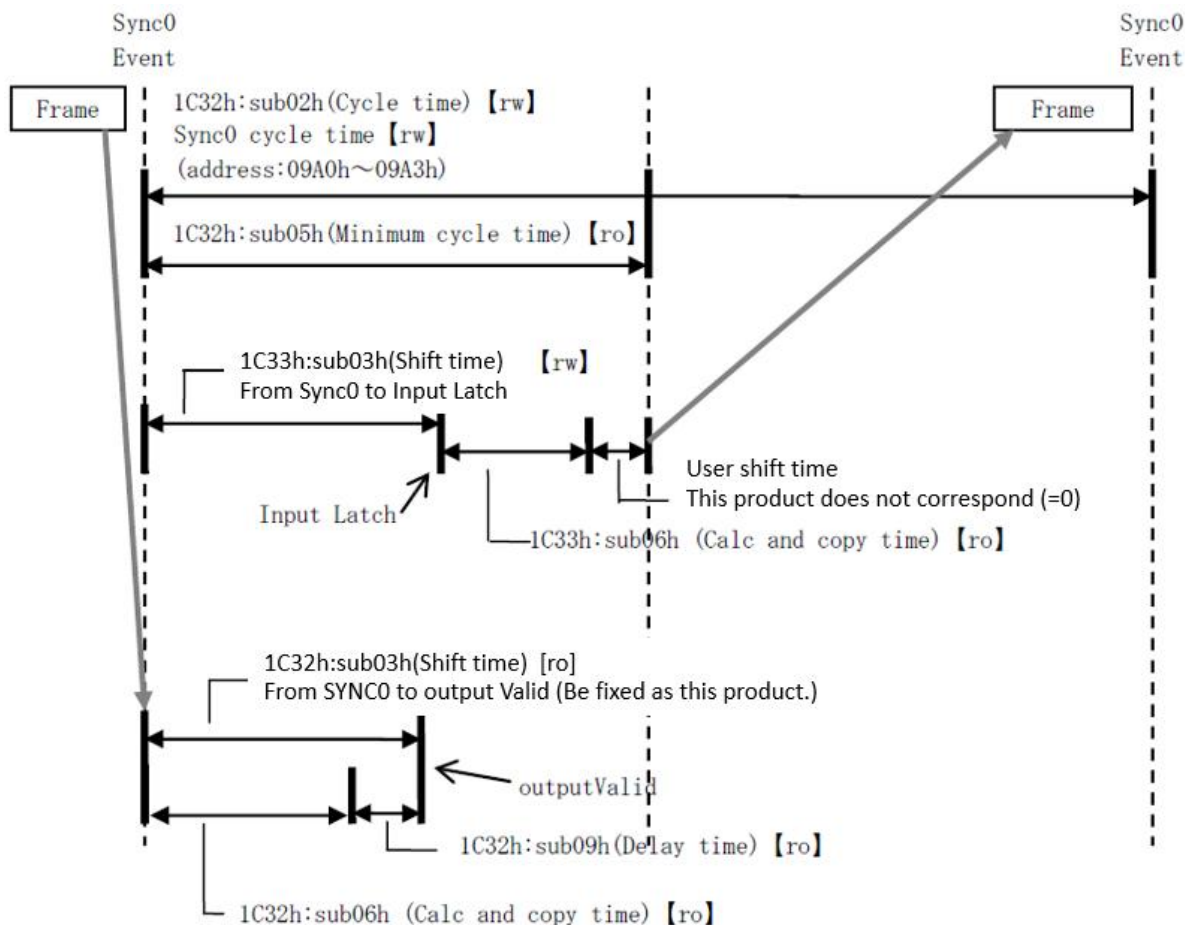 Sync0
Event
Sync0
Event
Frame
1C32h:sub02h(Cycle time)【rw】
Sync0 cycle time【rw】
(address:09A0h～09A3h)
Frame
1C32h:sub05h(Minimum cycle time)【ro】
1C33h:sub03h(Shift time) 【rw】
From Sync0 to Input Latch
User shift time
This product does not correspond (=0)
Input Latch
1C33h:sub06h (Calc and copy time)【ro】
1C32h:sub03h(Shift time) [ro]
From SYNC0 to output Valid (Be fixed as this product.)
outputValid
1C32h:sub09h(Delay time)【ro】
1C32h:sub06h (Calc and copy time)【ro】